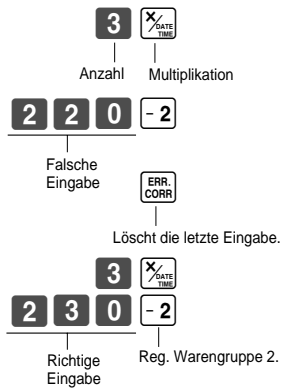 3 X/DATE TIME
Anzahl Multiplikation
2 2 0 - 2
Falsche
Eingabe
ERR.
CORR
Löscht die letzte Eingabe.
3 X/DATE TIME
2 3 0 - 2
Richtige
Eingabe
Reg. Warengruppe 2.